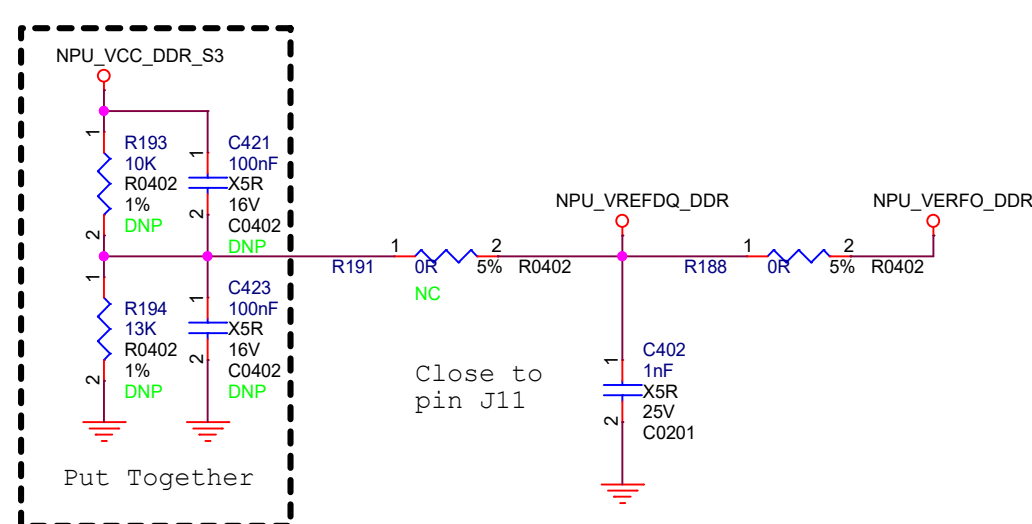 NPU_VCC_DDR_S3
1
R193
10K
R0402
1%
DNP
2
1
C421
100nF
X5R
16V
C0402
DNP
2
1
R194
13K
R0402
1%
DNP
2
1
C423
100nF
X5R
16V
C0402
DNP
2
Put Together
1 2
R191 0R 5% R0402
NC
NPU_VREFDQ_DDR
Close to
pin J11
1
C402
1nF
X5R
25V
C0201
2
1 2
R188 0R 5% R0402
NPU_VERFO_DDR